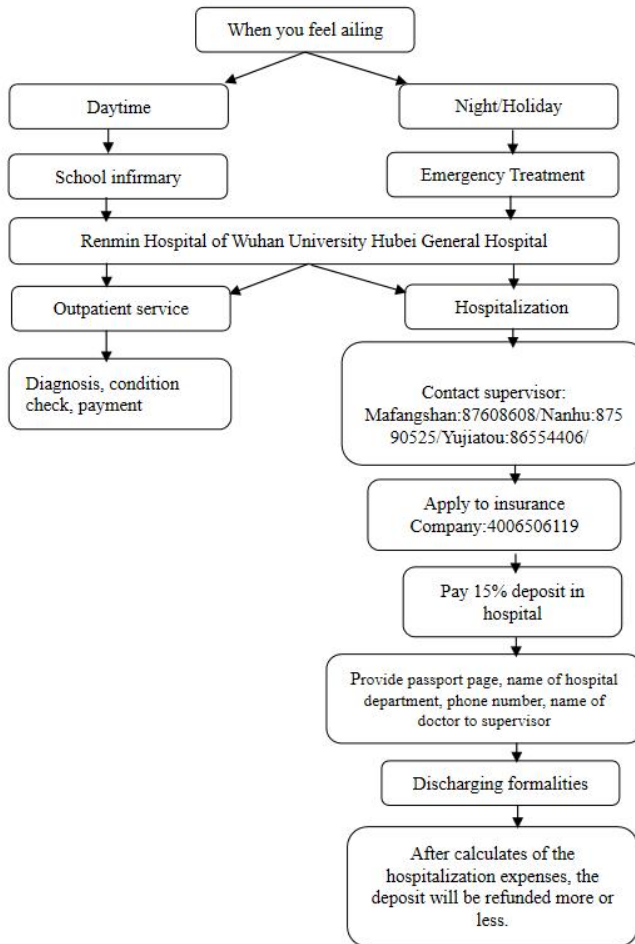 When you feel ailing
Daytime
Night/Holiday
School infirmary
Emergency Treatment
Renmin Hospital of Wuhan University Hubei General Hospital
Outpatient service
Hospitalization
Diagnosis, condition
check, payment
Contact supervisor:
Mafangshan:87608608/Nanhu:875
90525/Yujiatou:86554406/
Apply to insurance
Company:4006506119
Pay 15% deposit in
hospital
Provide passport page, name of hospital
department, phone number, name of
doctor to supervisor
Discharging formalities
After calculates of the
hospitalization expenses, the
deposit will be refunded more or
less.